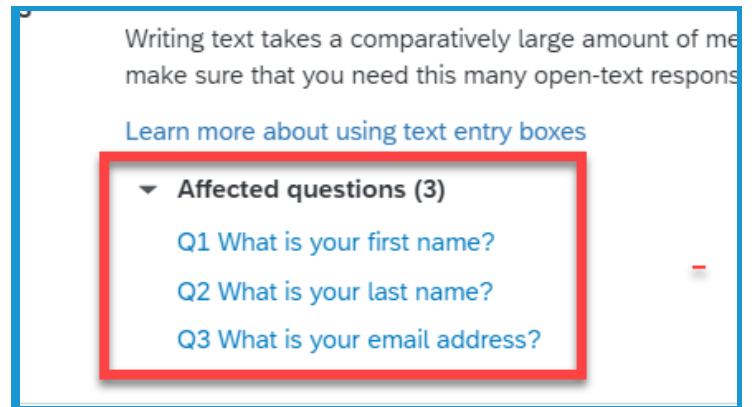 Writing text takes a comparatively large amount of me
make sure that you need this many open-text respons
Learn more about using text entry boxes
Affected questions (3)
Q1 What is your first name?
Q2 What is your last name?
Q3 What is your email address?